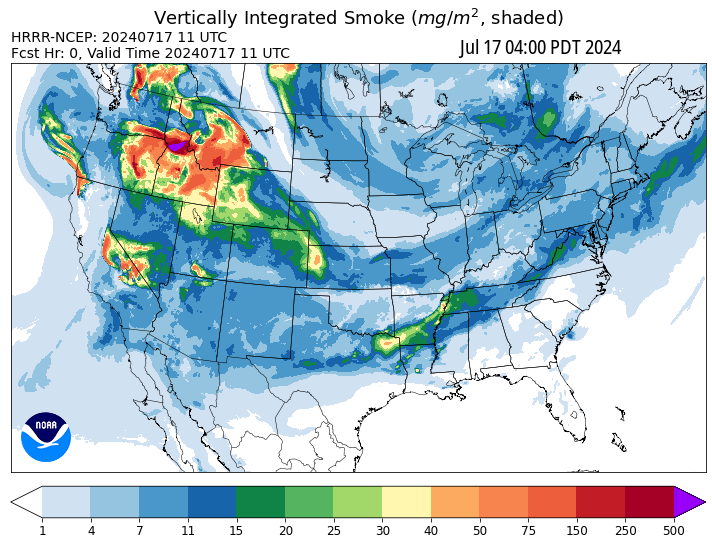 Vertically Integrated Smoke (mg/m², shaded)
HRRR-NCEP: 20240717 11 UTC
Fcst Hr: 0, Valid Time 20240717 11 UTC
Jul 17 04:00 PDT 2024
NOAA
1 4 7 11 15 20 25 30 40 50 75 150 250 500